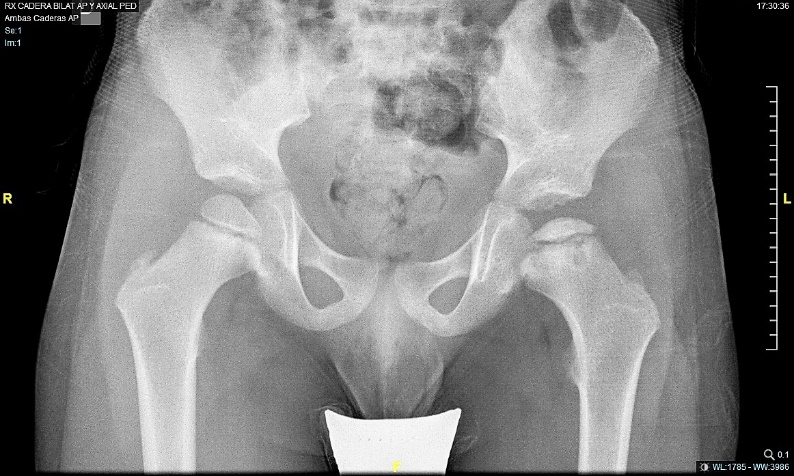 RX CADERA BILAT AP Y AXIAL PED
17:30:36
Ambas Caderas AP
Se:1
Im:1
R
L
F
0.1
WL:1785 - WW:3986